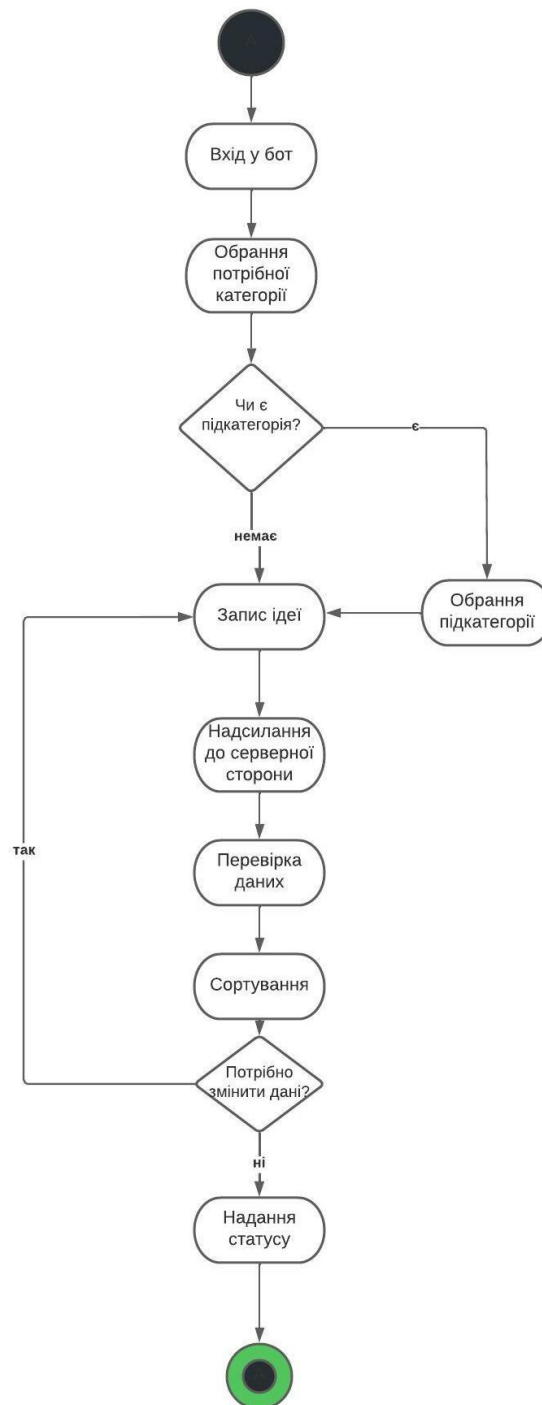 Вхід у бот
Обрання
потрібної
категорії
Чи є
підкатегорія?
є
немає
Запис ідеї
Обрання
підкатегорії
Надсилання
до серверної
сторони
так
Перевірка
даних
Сортування
Потрібно
змінити дані?
ні
Надання
статусу